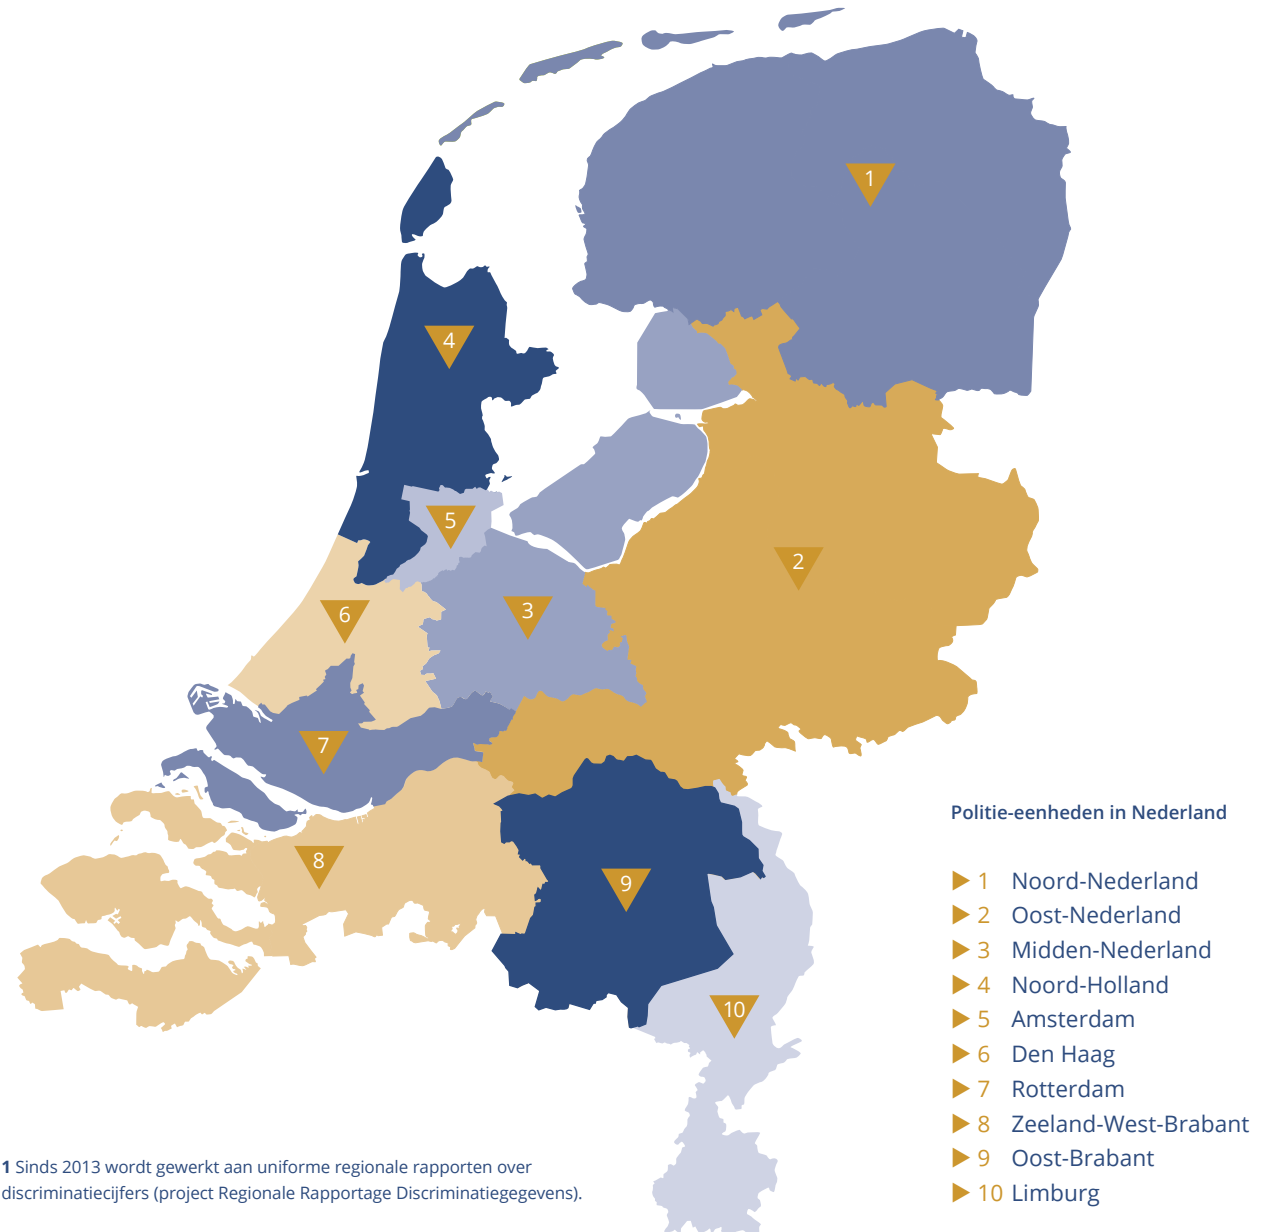 1
4
5
2
3
6
7
8
9
10
Politie-eenheden in Nederland
1 Noord-Nederland
2 Oost-Nederland
3 Midden-Nederland
4 Noord-Holland
5 Amsterdam
6 Den Haag
7 Rotterdam
8 Zeeland-West-Brabant
9 Oost-Brabant
10 Limburg
1 Sinds 2013 wordt gewerkt aan uniforme regionale rapporten over
discriminatiecijfers (project Regionale Rapportage Discriminatiegegevens).